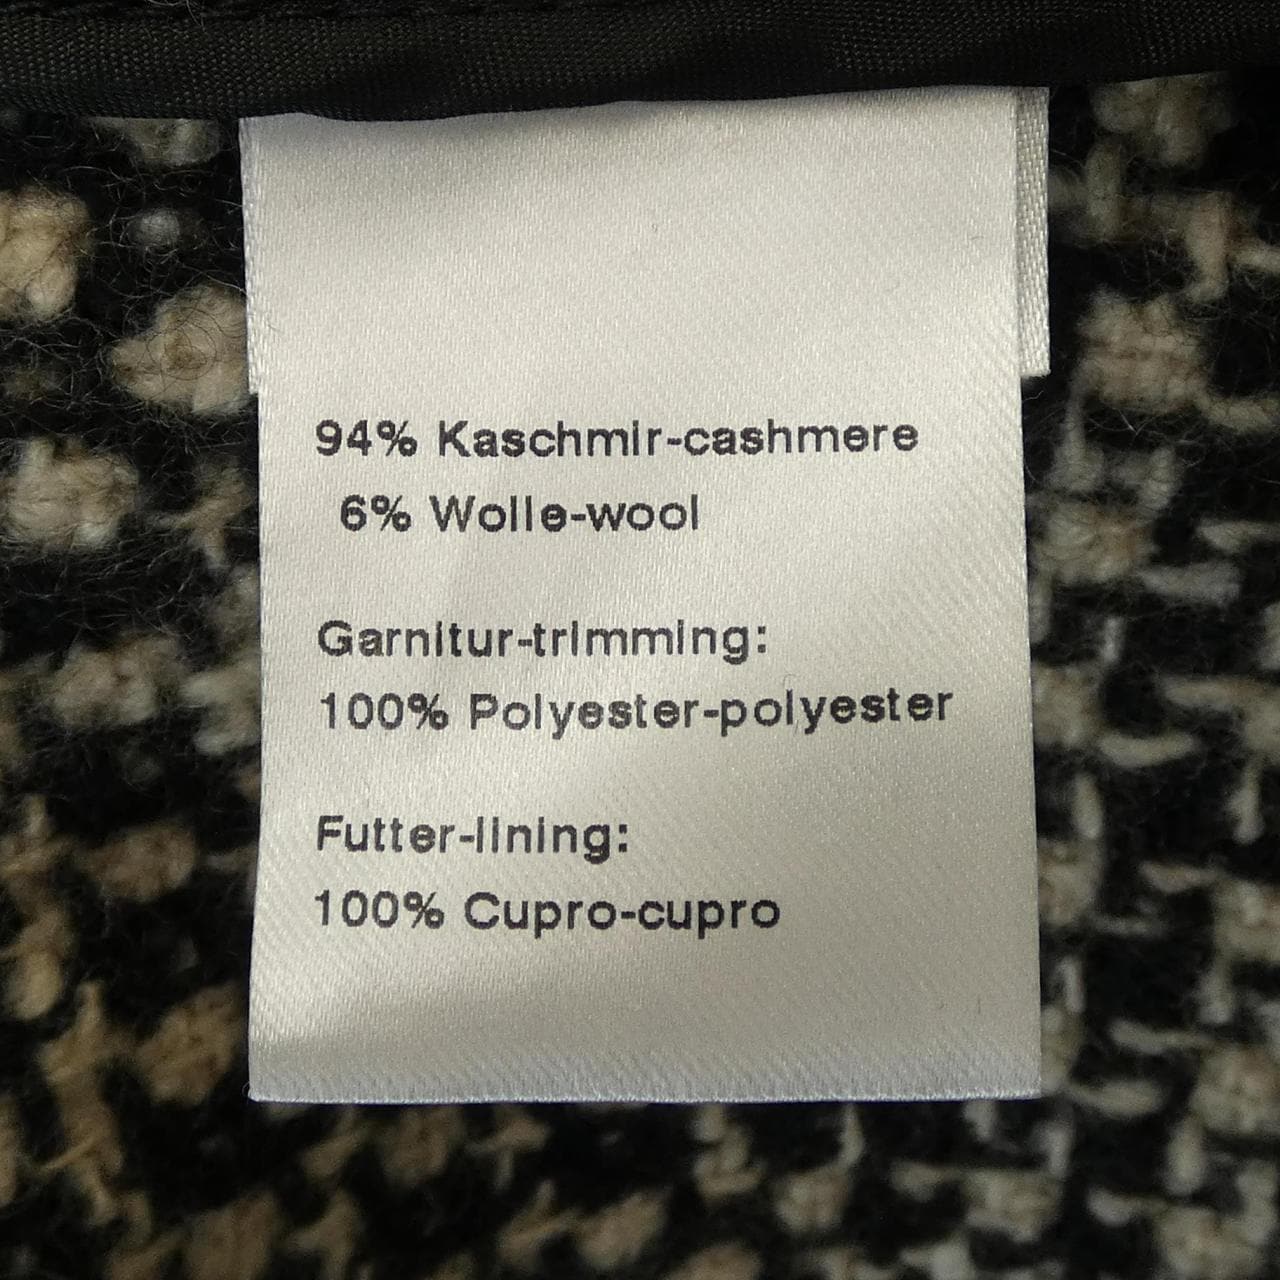 94% Kaschmir-cashmere
6% Wolle-wool
Garnitur-trimming:
100% Polyester-polyester
Futter-lining:
100% Cupro-cupro